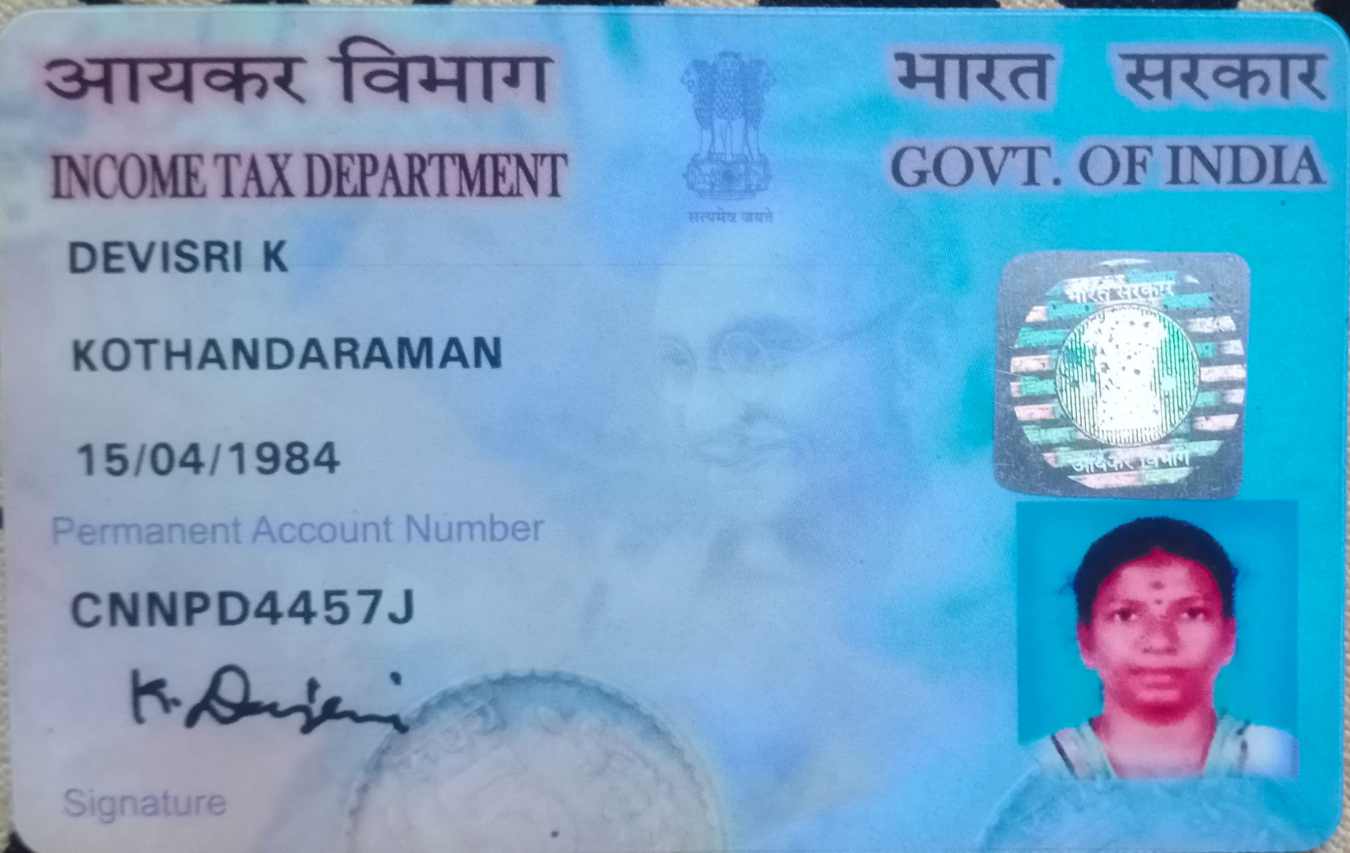 आयकर विभाग
भारत सरकार
INCOME TAX DEPARTMENT
GOVT. OF INDIA
सत्यमेव जयते
DEVISRI K
भारत सरकार
KOTHANDARAMAN
आयकर विभाग
15/04/1984
Permanent Account Number
CNNPD4457J
Signature